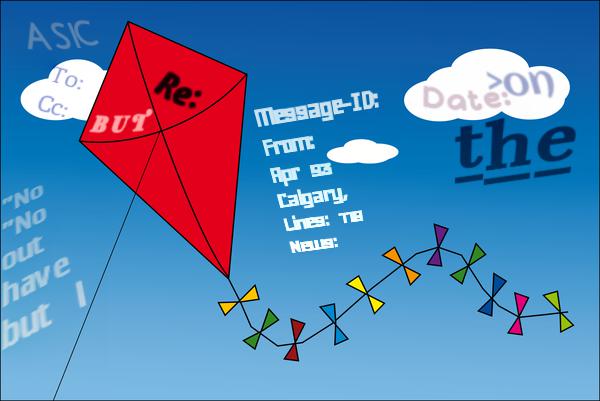 ASIC
To:
Cc:
Re:
BUT
Message-ID:
From:
Apr 93
Calgary,
Lines: 118
News:
Date:
>on
the
"No
"No
out
have
but I